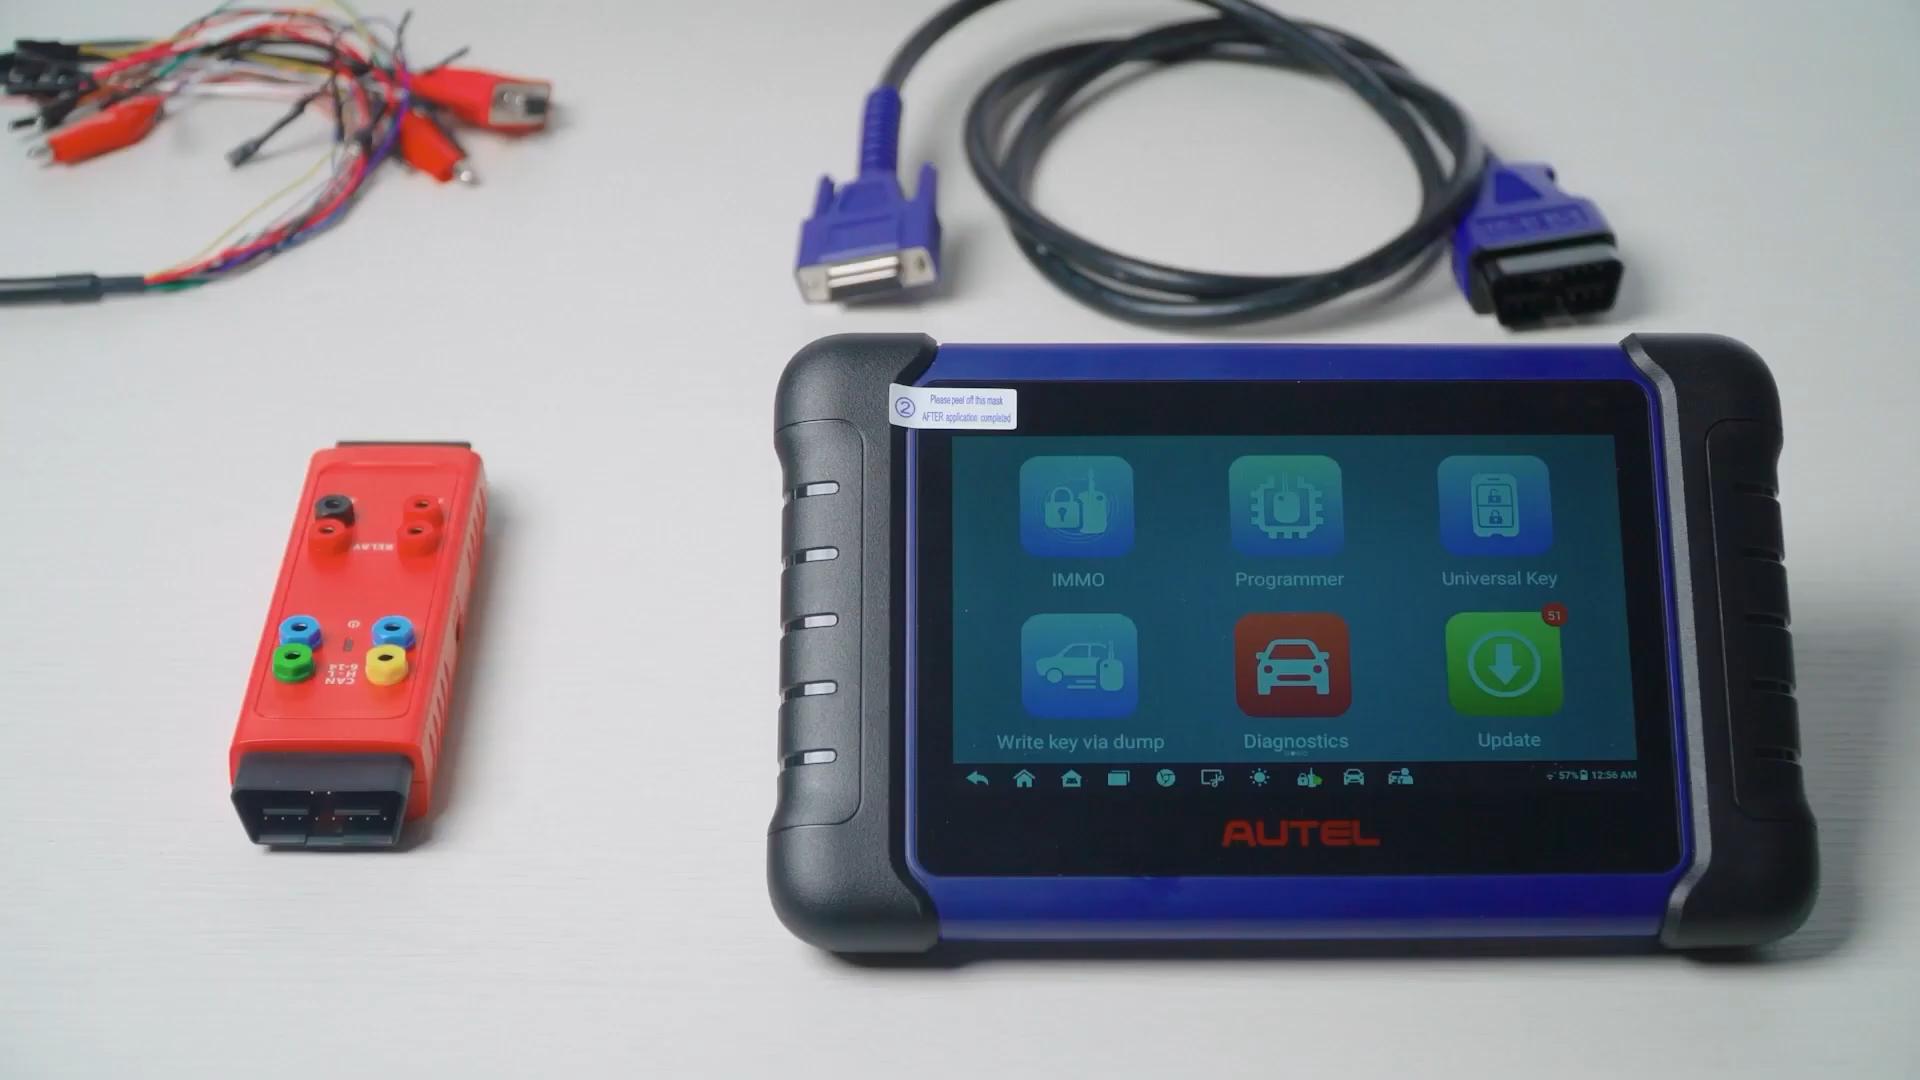 ② Please peel off this mask
AFTER application completed
IMMO
Programmer
Universal Key
51
Write key via dump
Diagnostics
Update
57% 12:56 AM
AUTEL
RELAY
CAN
H - L
6-14